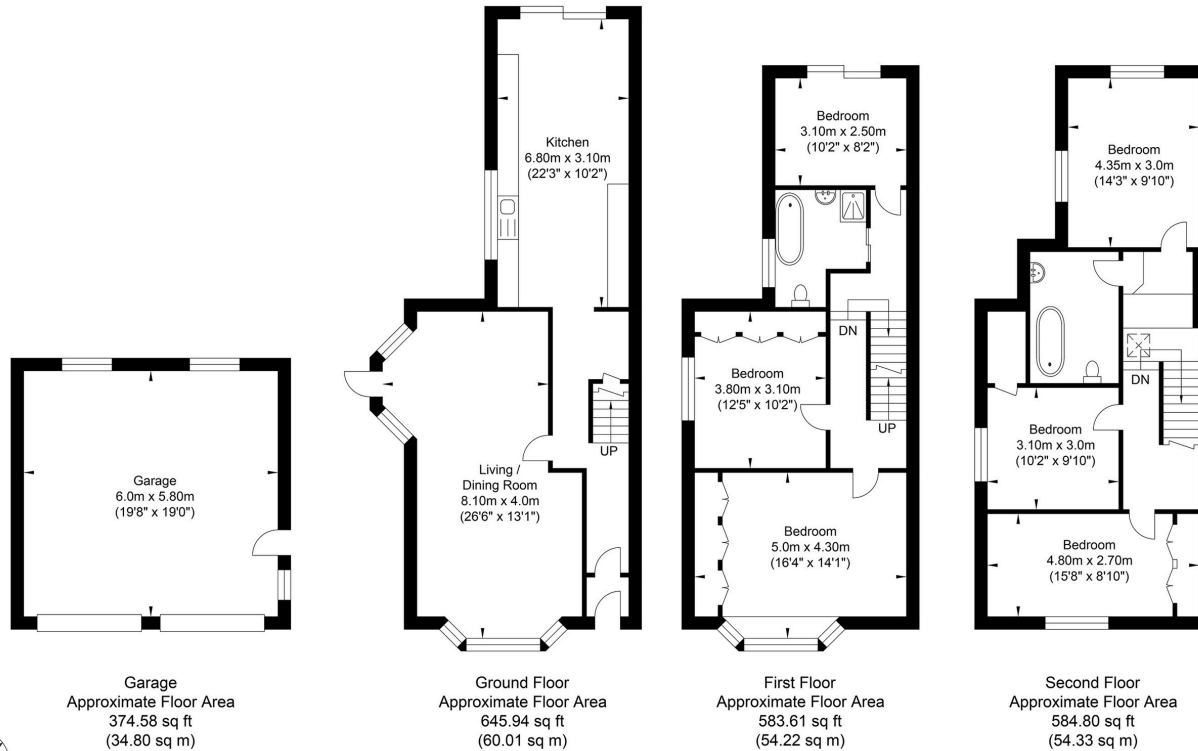 Garage
6.0m x 5.80m
(19'8" x 19'0")
Garage
Approximate Floor Area
374.58 sq ft
(34.80 sq m)
Kitchen
6.80m x 3.10m
(22'3" x 10'2")
UP
Living /
Dining Room
8.10m x 4.0m
(26'6" x 13'1")
Ground Floor
Approximate Floor Area
645.94 sq ft
(60.01 sq m)
Bedroom
3.10m x 2.50m
(10'2" x 8'2")
DN
Bedroom
3.80m x 3.10m
(12'5" x 10'2")
UP
Bedroom
5.0m x 4.30m
(16'4" x 14'1")
First Floor
Approximate Floor Area
583.61 sq ft
(54.22 sq m)
Bedroom
4.35m x 3.0m
(14'3" x 9'10")
DN
Bedroom
3.10m x 3.0m
(10'2" x 9'10")
Bedroom
4.80m x 2.70m
(15'8" x 8'10")
Second Floor
Approximate Floor Area
584.80 sq ft
(54.33 sq m)